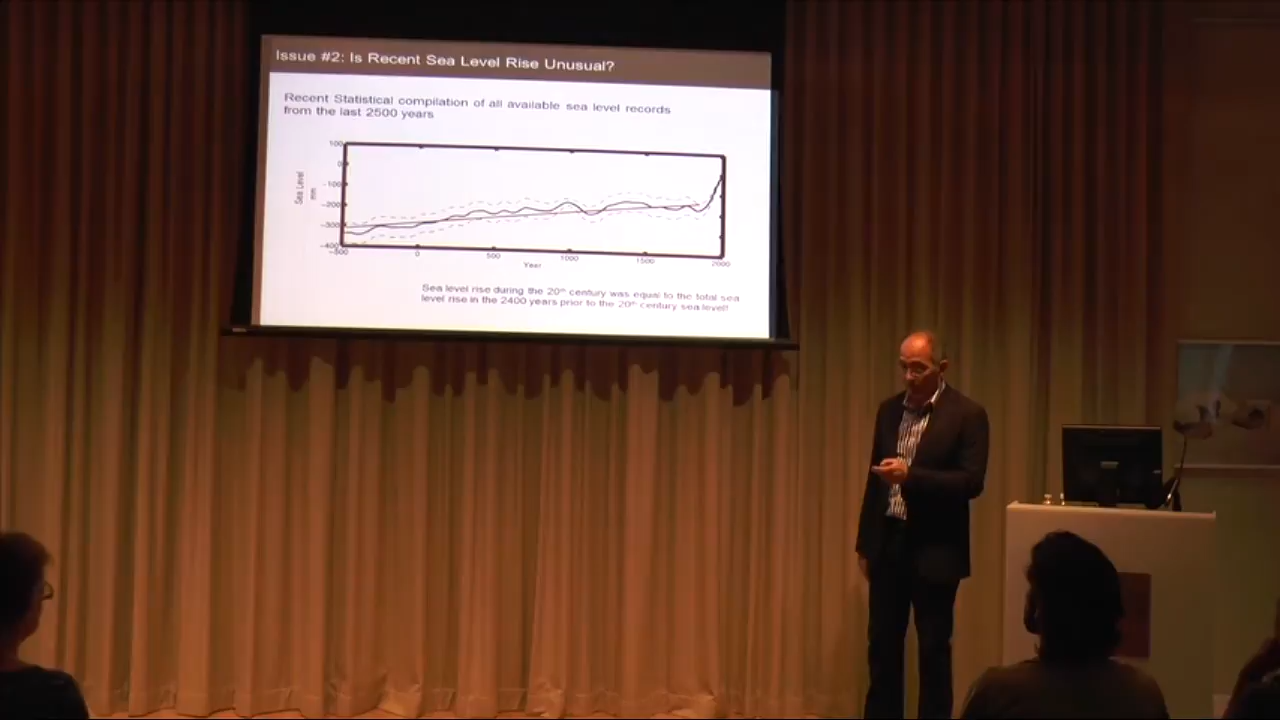 Issue #2: Is Recent Sea Level Rise Unusual?
Recent Statistical compilation of all available sea level records
from the last 2500 years
100
0
-100
-200
-300
-400
Sea Level
mm
-500
0
500
1000
1500
2000
Year
Sea level rise during the 20th century was equal to the total sea
level rise in the 2400 years prior to the 20th century sea level!